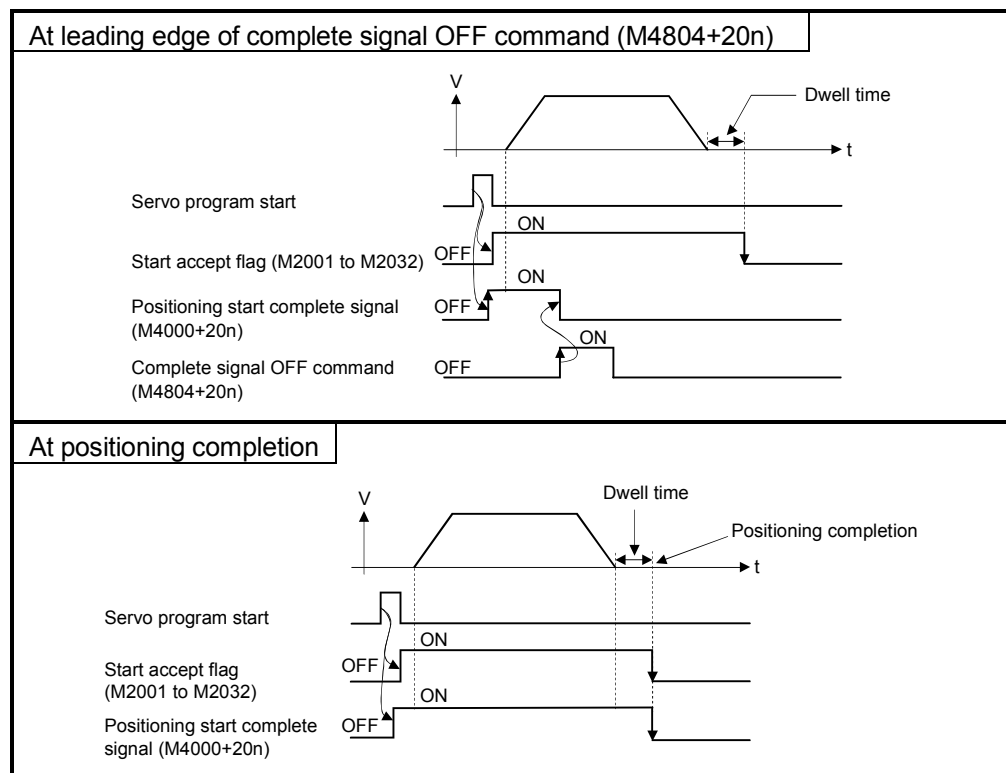 At leading edge of complete signal OFF command (M4804+20n)
V
Dwell time
t
Servo program start
ON
Start accept flag (M2001 to M2032)
OFF
ON
Positioning start complete signal
(M4000+20n)
OFF
ON
Complete signal OFF command
(M4804+20n)
OFF
At positioning completion
V
Dwell time
Positioning completion
t
Servo program start
ON
Start accept flag
(M2001 to M2032)
OFF
ON
Positioning start complete
signal (M4000+20n)
OFF